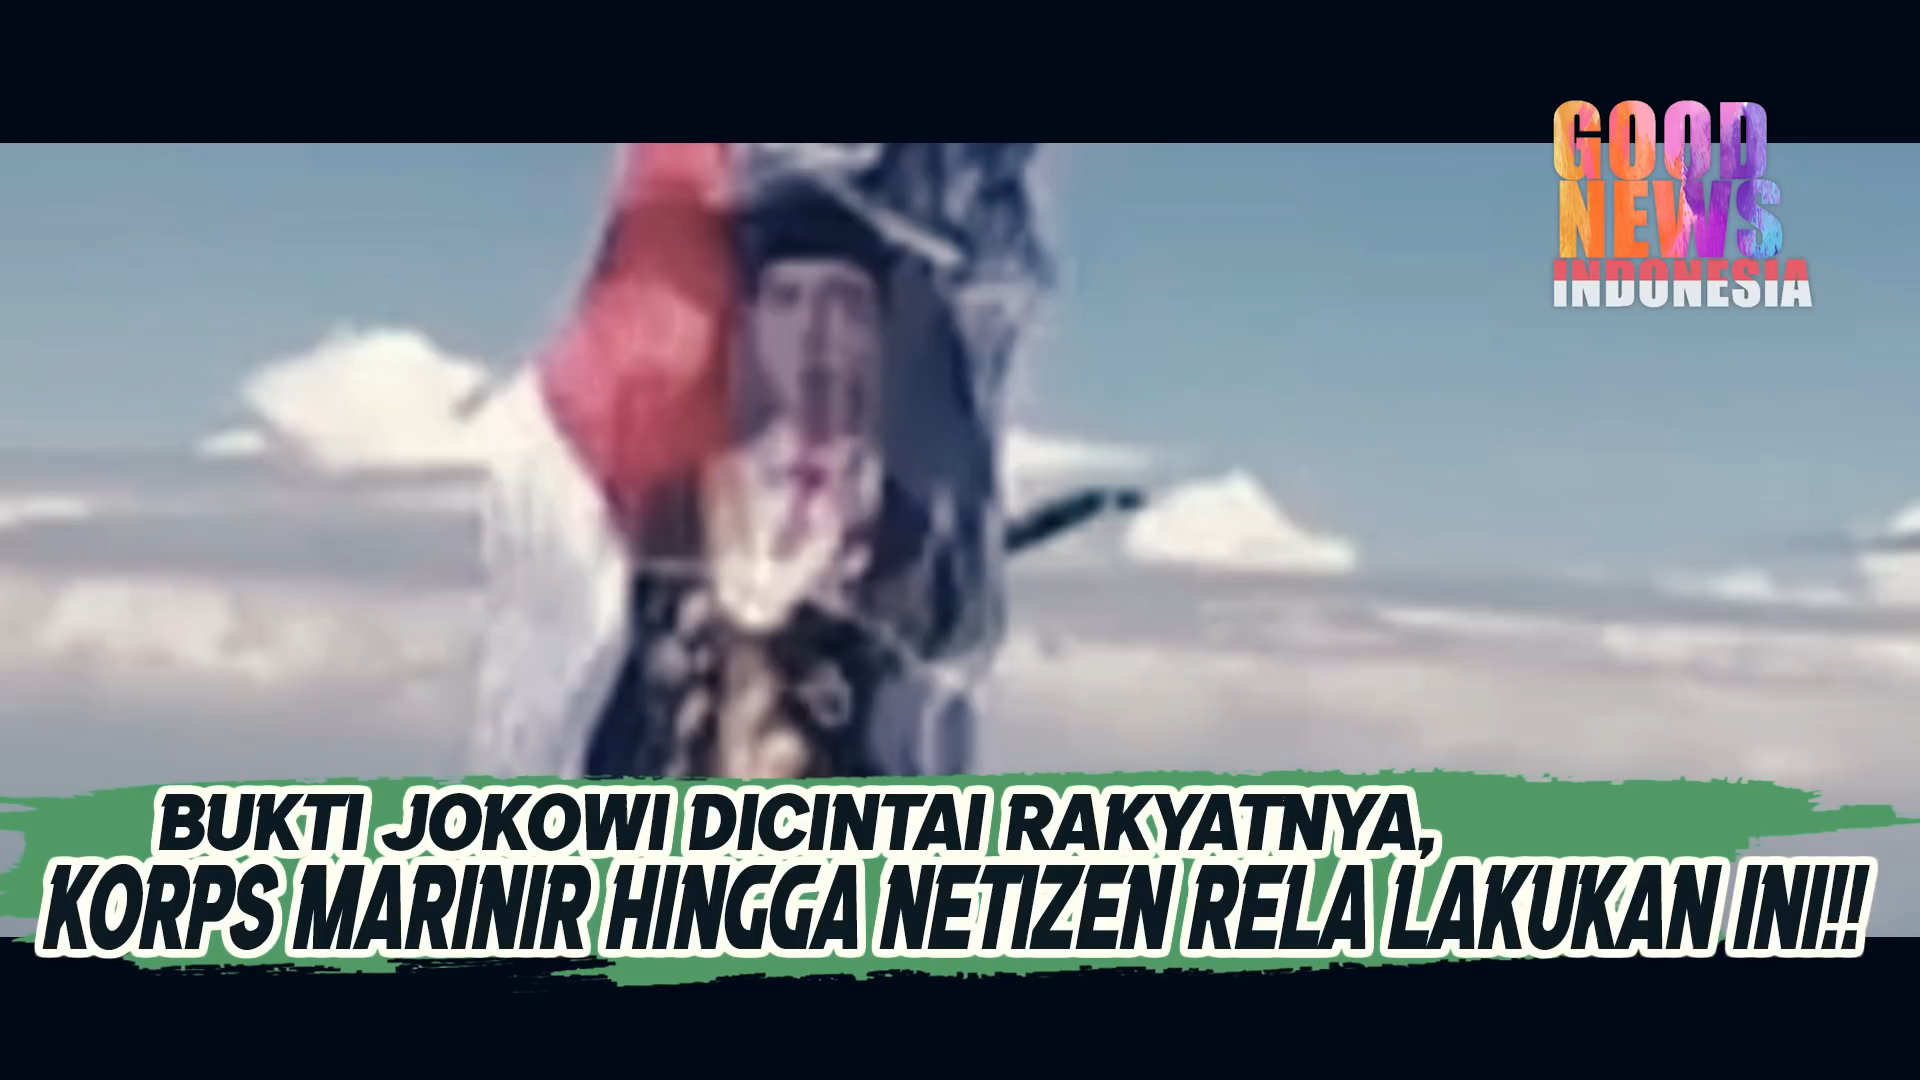 GOOD
NEWS
INDONESIA
BUKTI JOKOWI DICINTAI RAKYATNYA,
KORPS MARINIR HINGGA NETIZEN RELA LAKUKAN INI!!